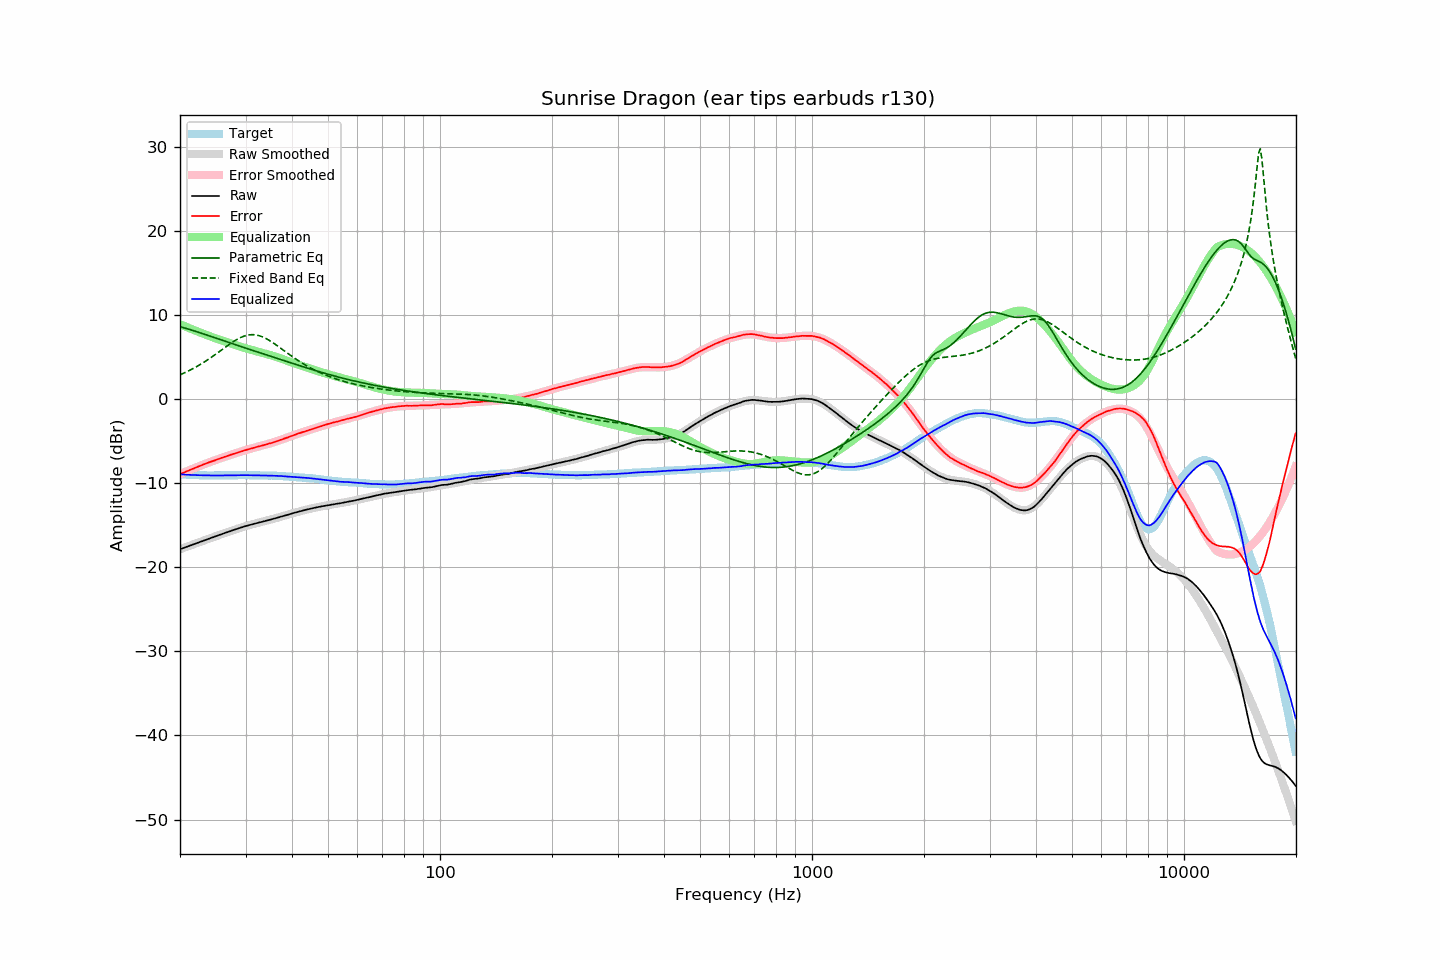 Sunrise Dragon (ear tips earbuds r130)
Target
Raw Smoothed
Error Smoothed
Raw
Error
Equalization
Parametric Eq
Fixed Band Eq
Equalized
30
20
10
0
−10
−20
−30
−40
−50
Amplitude (dBr)
100
1000
10000
Frequency (Hz)